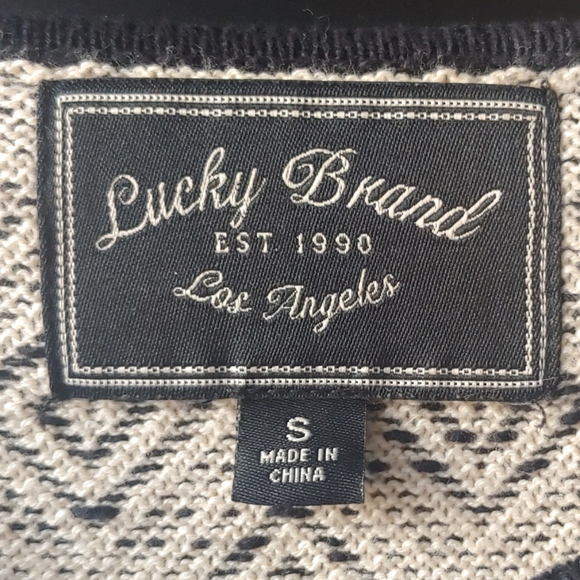 Lucky Brand
EST 1990
Los Angeles
S
MADE IN
CHINA